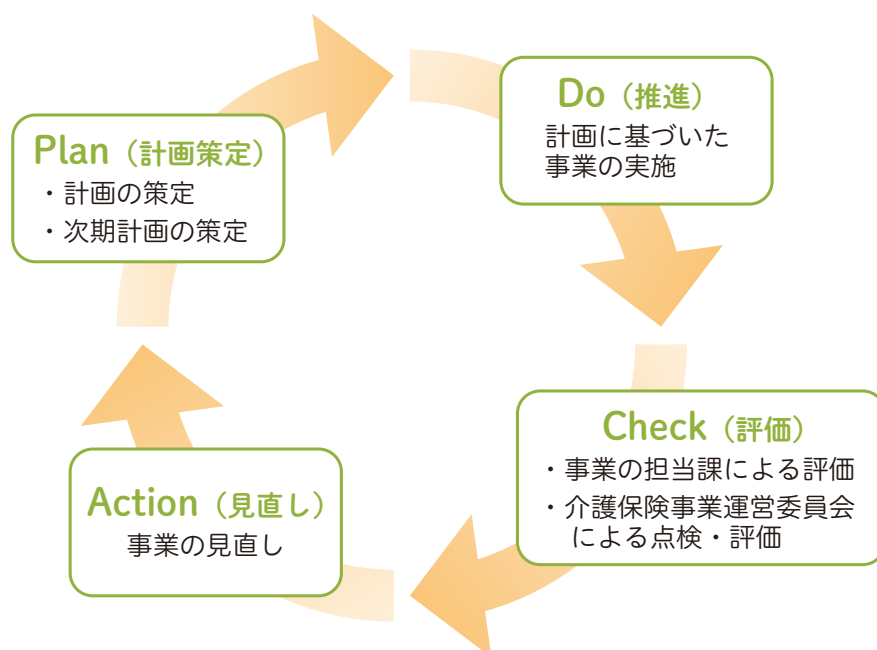 Plan（計画策定）
・計画の策定
・次期計画の策定
Do（推進）
計画に基づいた
事業の実施
Check（評価）
・事業の担当課による評価
・介護保険事業運営委員会
による点検・評価
Action（見直し）
事業の見直し